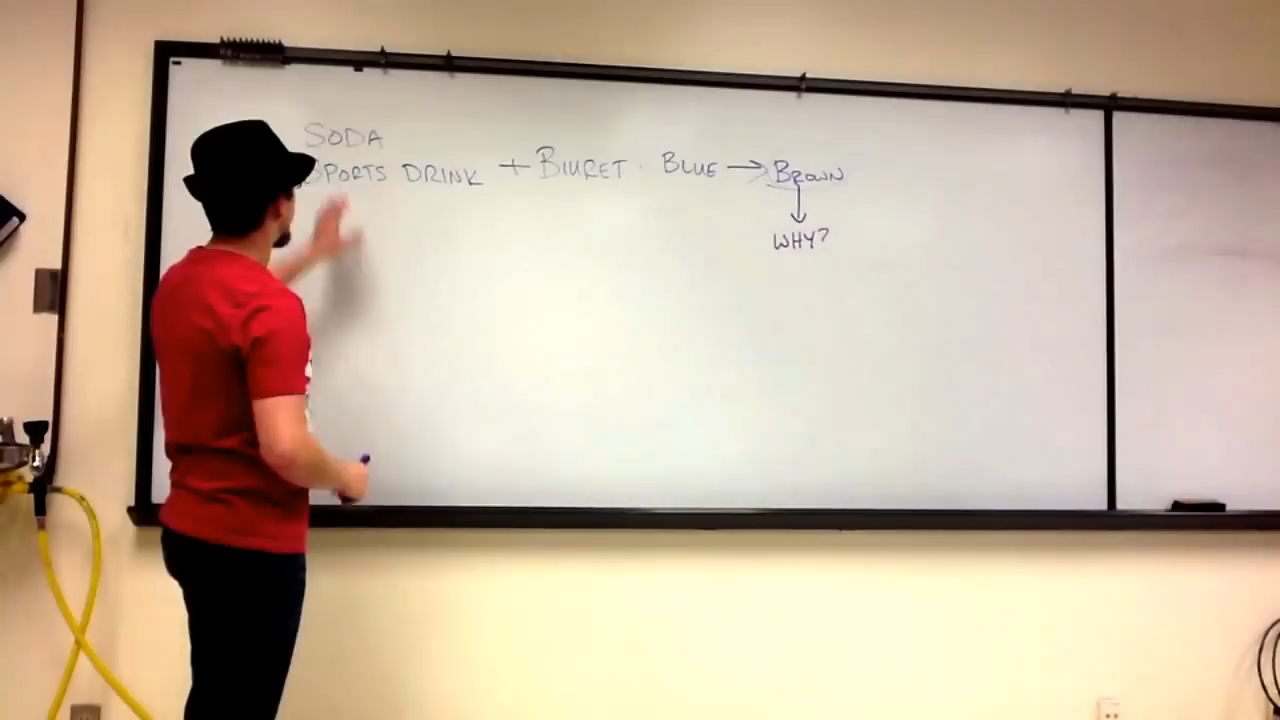 SODA
SPORTS DRINK + BIURET · BLUE → BROWN
↓
WHY?